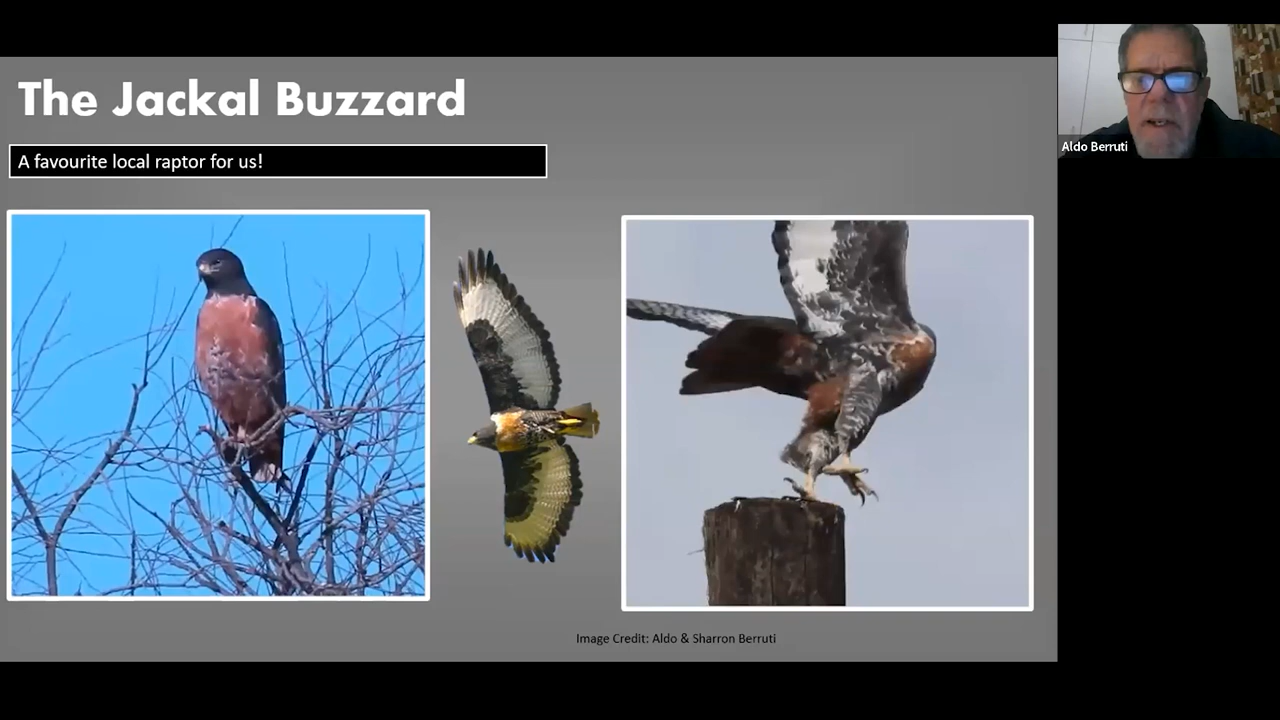 The Jackal Buzzard
A favourite local raptor for us!
Aldo Berruti
Image Credit: Aldo & Sharron Berruti